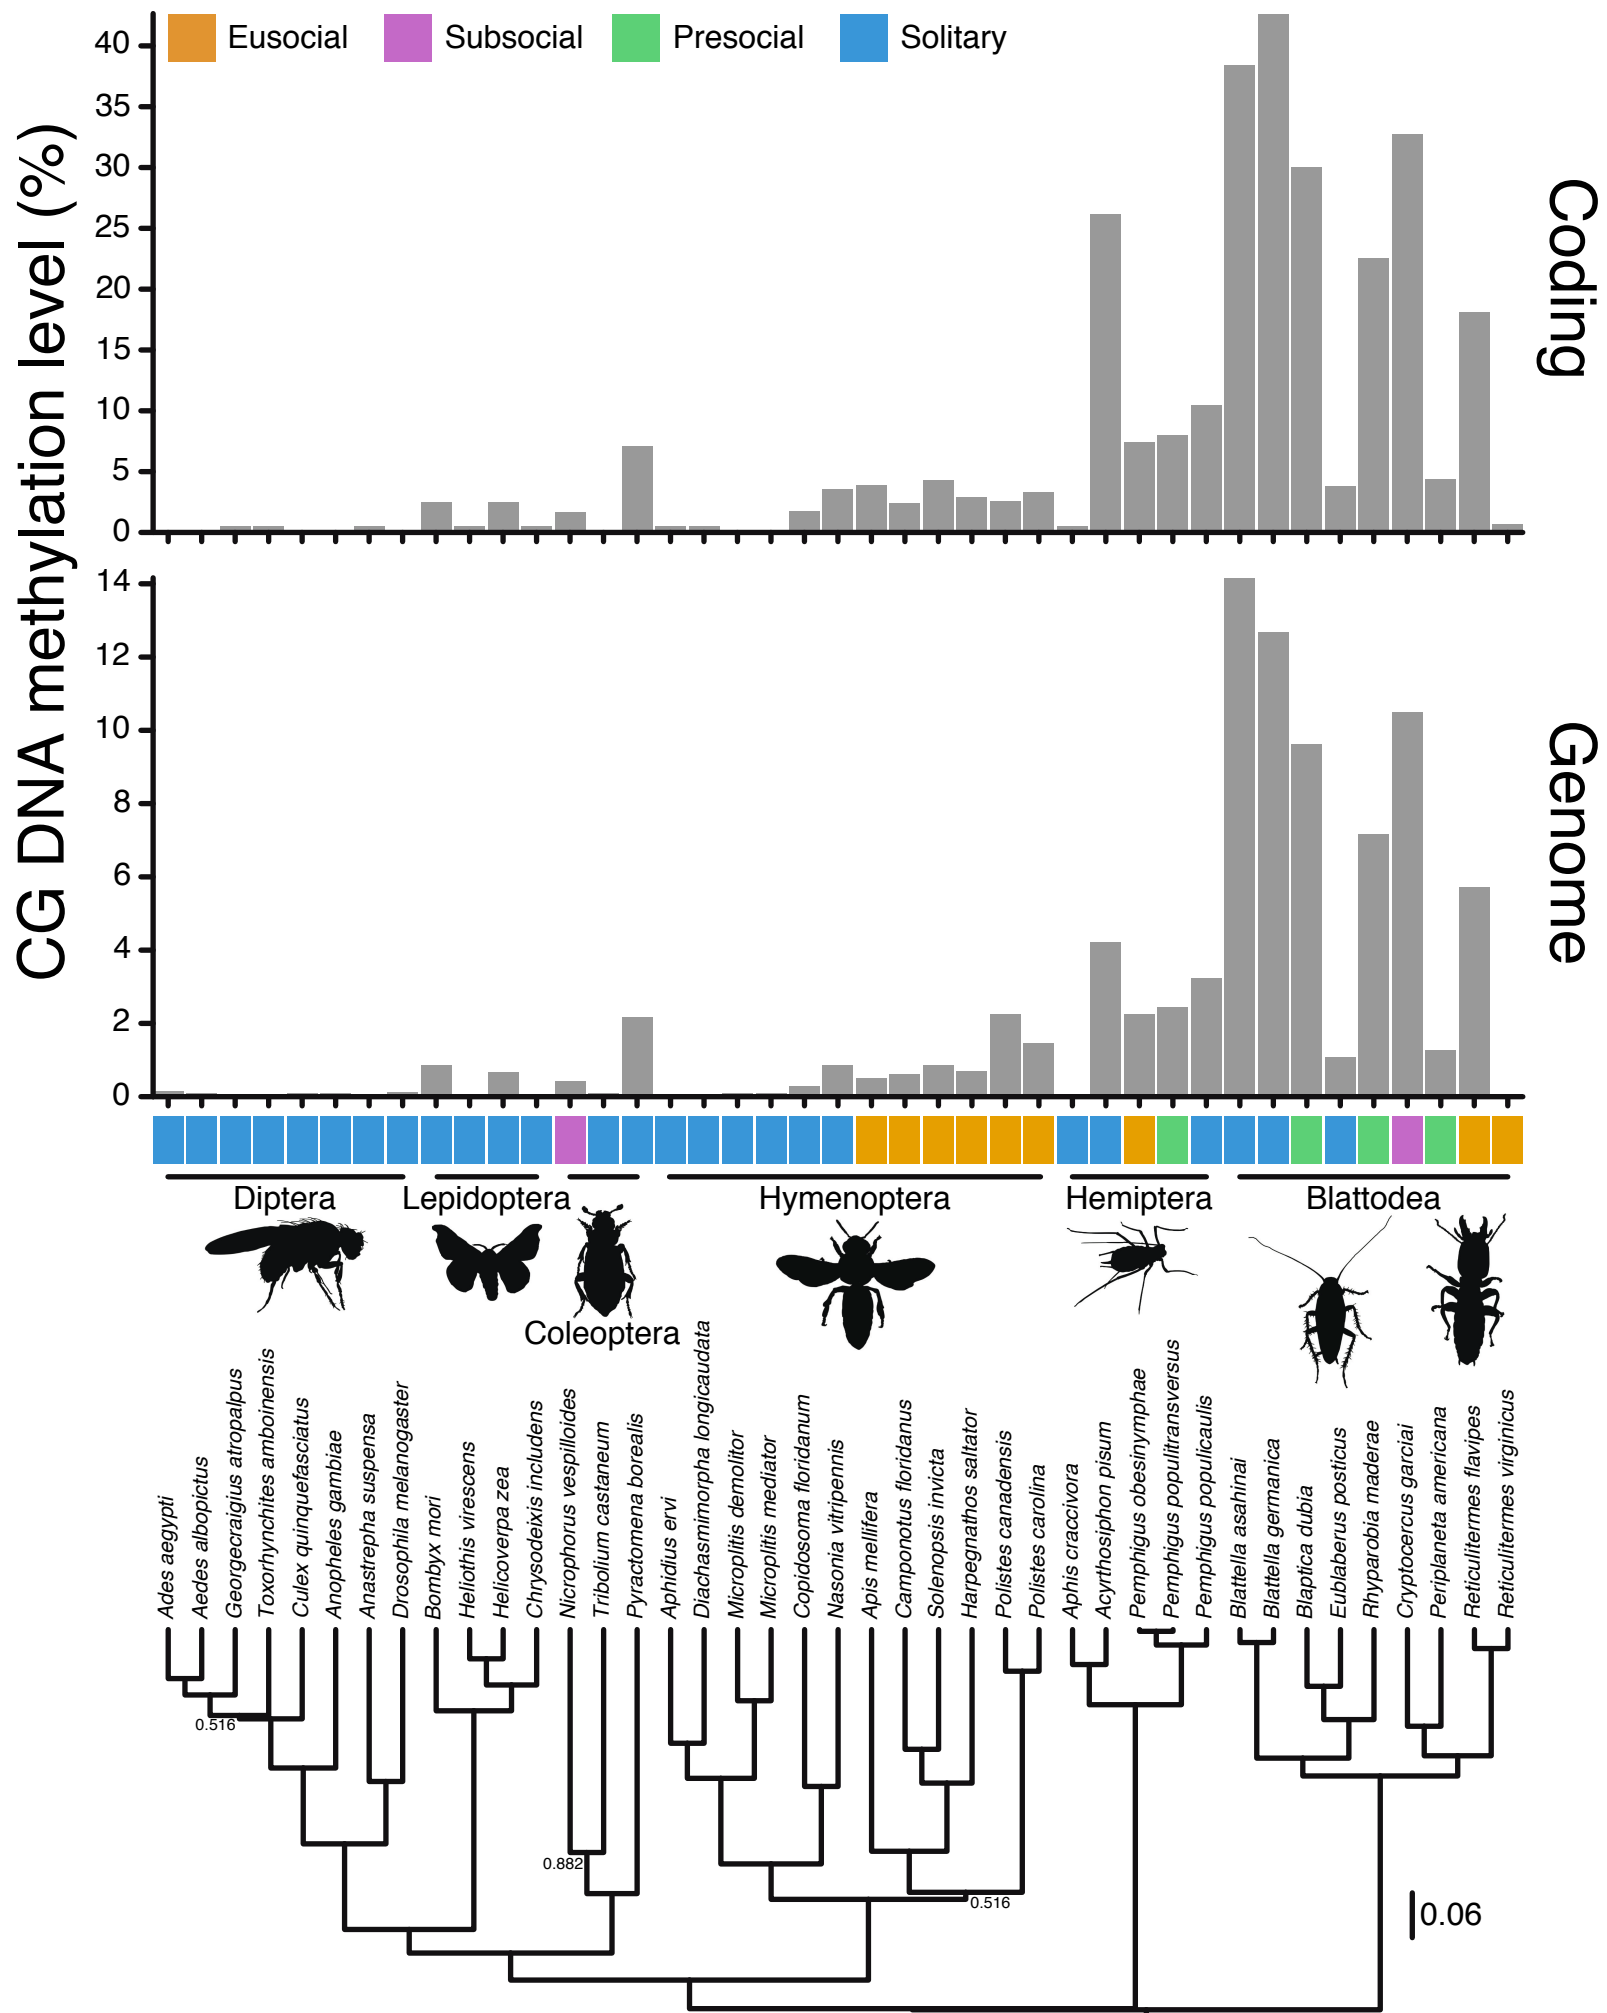 Eusocial
Subsocial
Presocial
Solitary
CG DNA methylation level (%)
40
35
30
25
20
15
10
5
0
Coding
14
12
10
8
6
4
2
0
Genome
Diptera
Lepidoptera
Coleoptera
Hymenoptera
Hemiptera
Blattodea
Ades aegypti
Aedes albopictus
Georgecraigius atropalpus
Toxorhynchites amboinensis
Culex quinquefasciatus
Anopheles gambiae
Anastrepha suspensa
Drosophila melanogaster
Bombyx mori
Heliothis virescens
Helicoverpa zea
Chrysodeixis includens
Nicrophorus vespilloides
Tribolium castaneum
Pyractomena borealis
Aphidius ervi
Diachasmimorpha longicaudata
Microplitis demolitor
Microplitis mediator
Copidosoma floridanum
Nasonia vitripennis
Apis mellifera
Camponotus floridanus
Solenopsis invicta
Harpegnathos saltator
Polistes canadensis
Polistes carolina
Aphis craccivora
Acyrthosiphon pisum
Pemphigus obesinymphae
Pemphigus populitransversus
Pemphigus populicaulis
Blattella asahinai
Blattella germanica
Blaptica dubia
Eublaberus posticus
Rhyparobia maderae
Cryptocercus garciai
Periplaneta americana
Reticulitermes flavipes
Reticulitermes virginicus
0.516
0.882
0.516
0.06